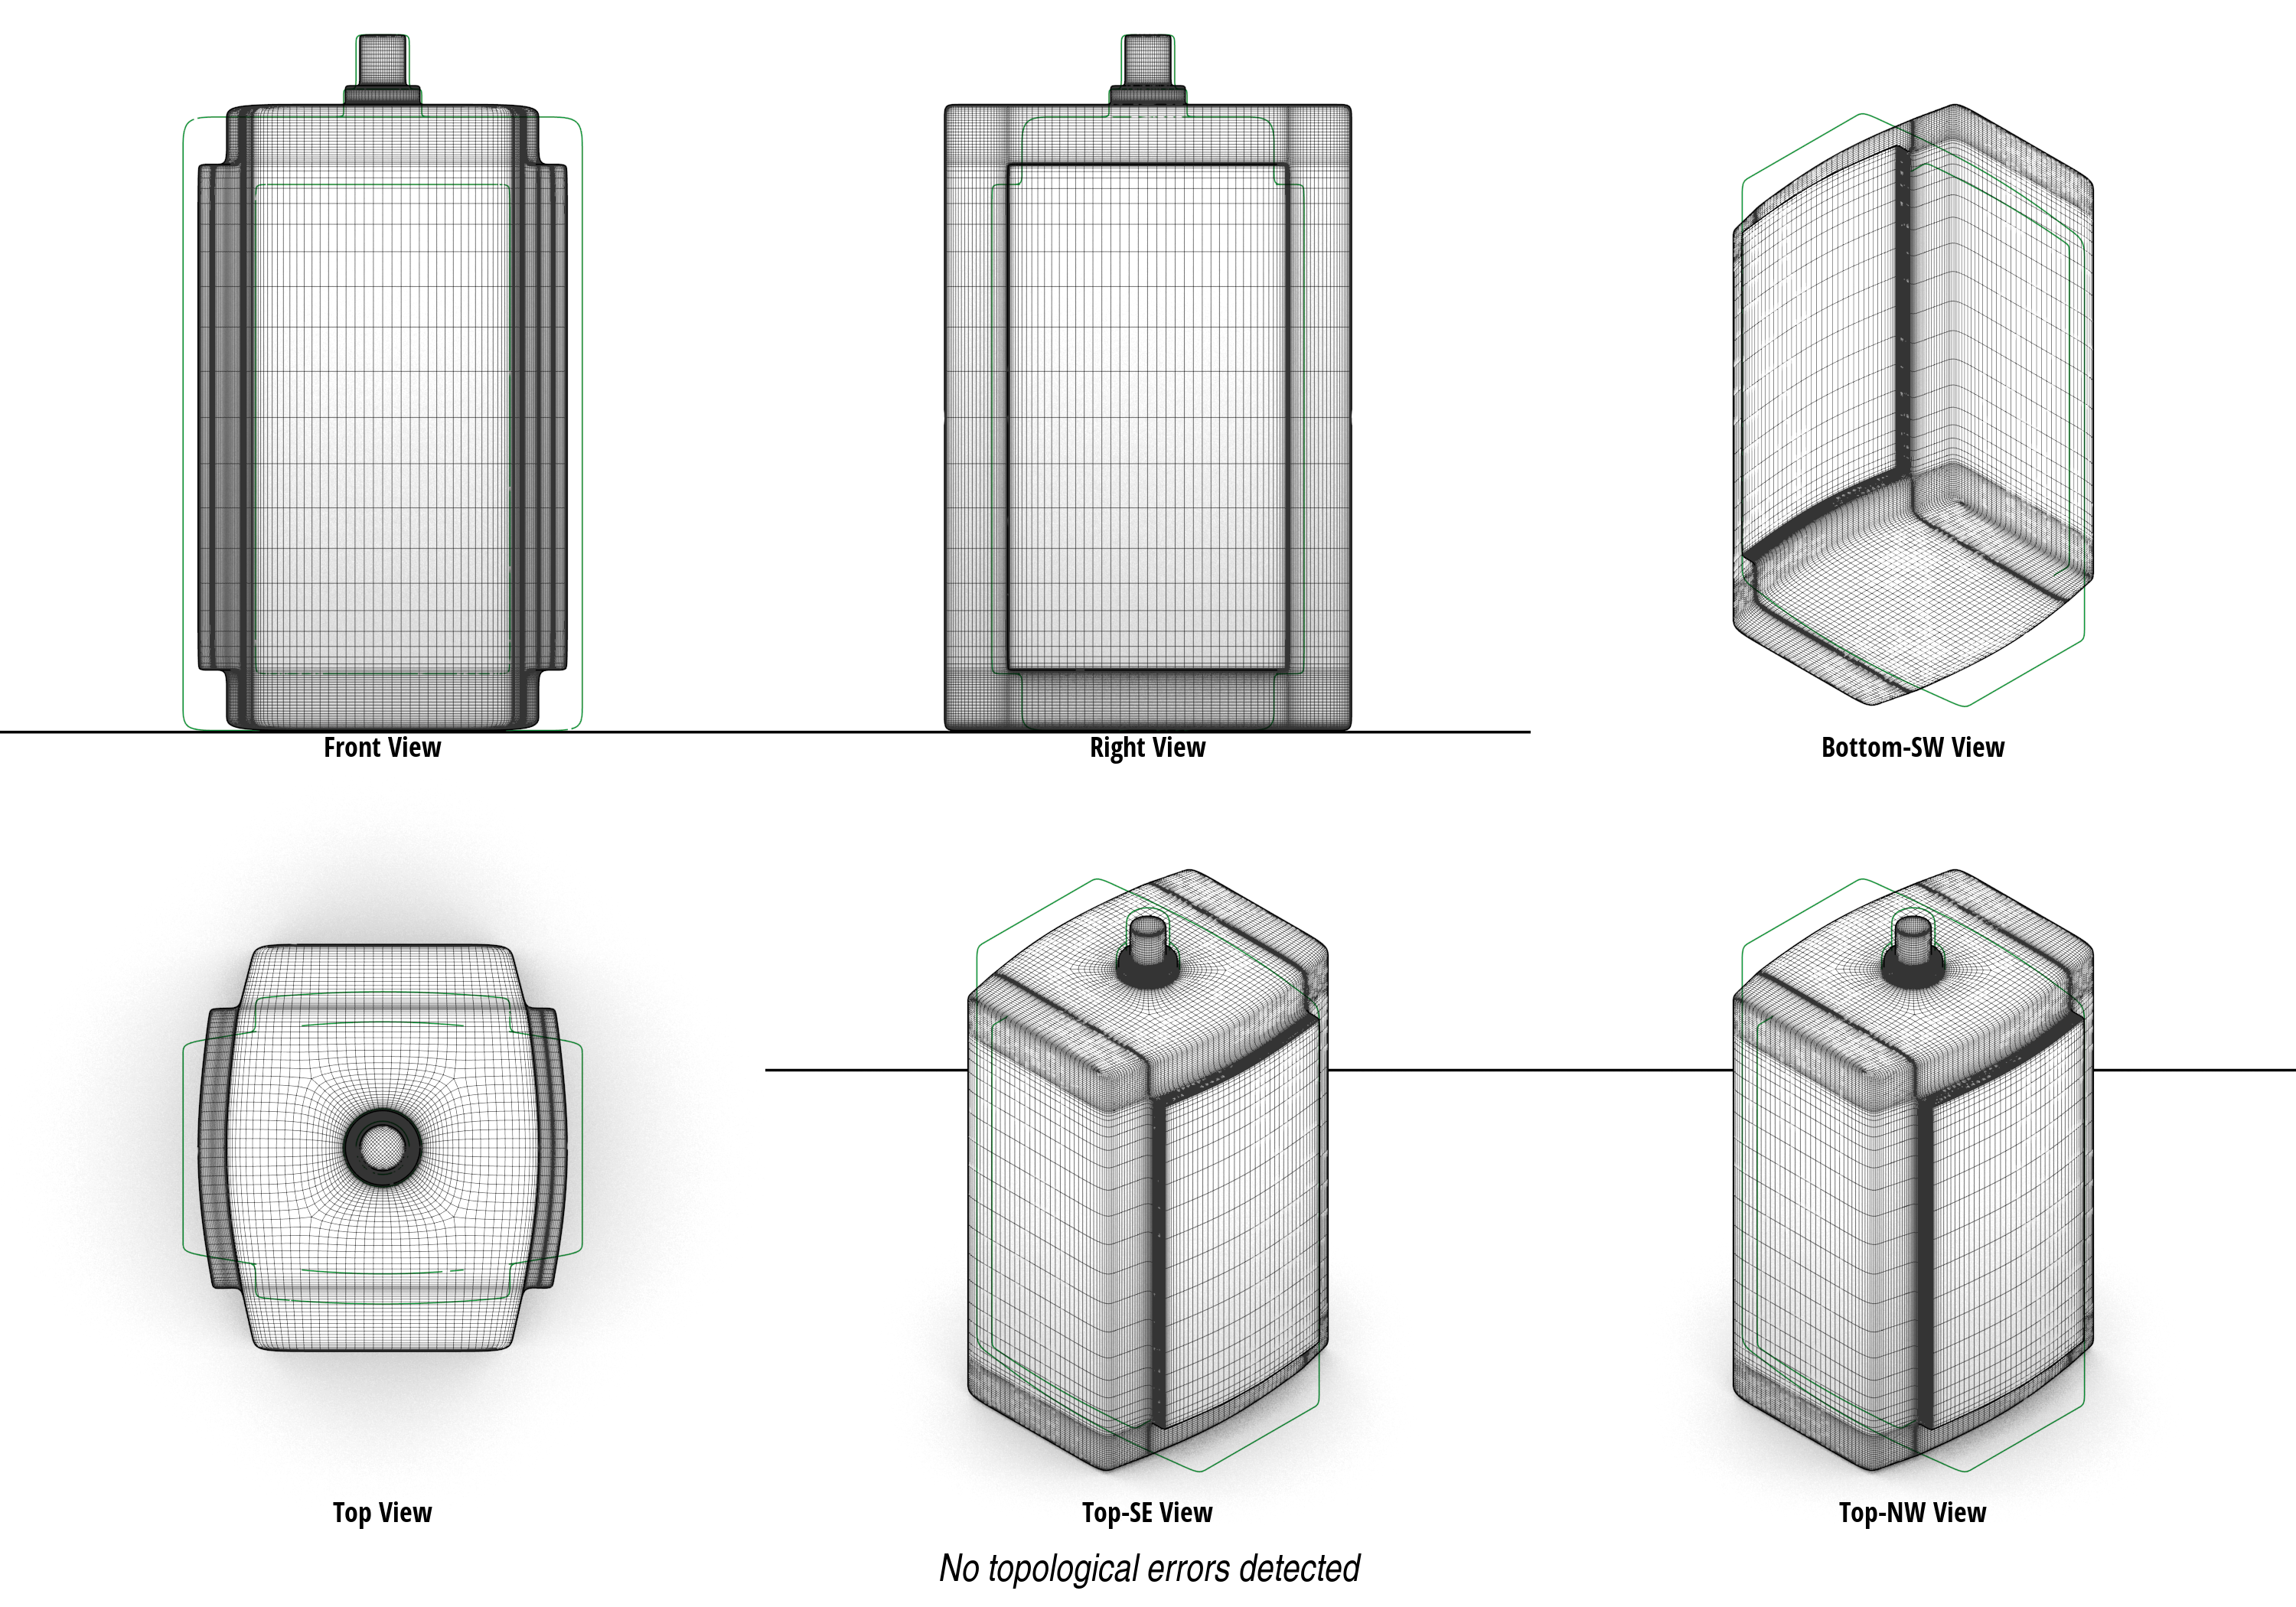 Front View
Right View
Bottom-SW View
Top View
Top-SE View
Top-NW View
No topological errors detected